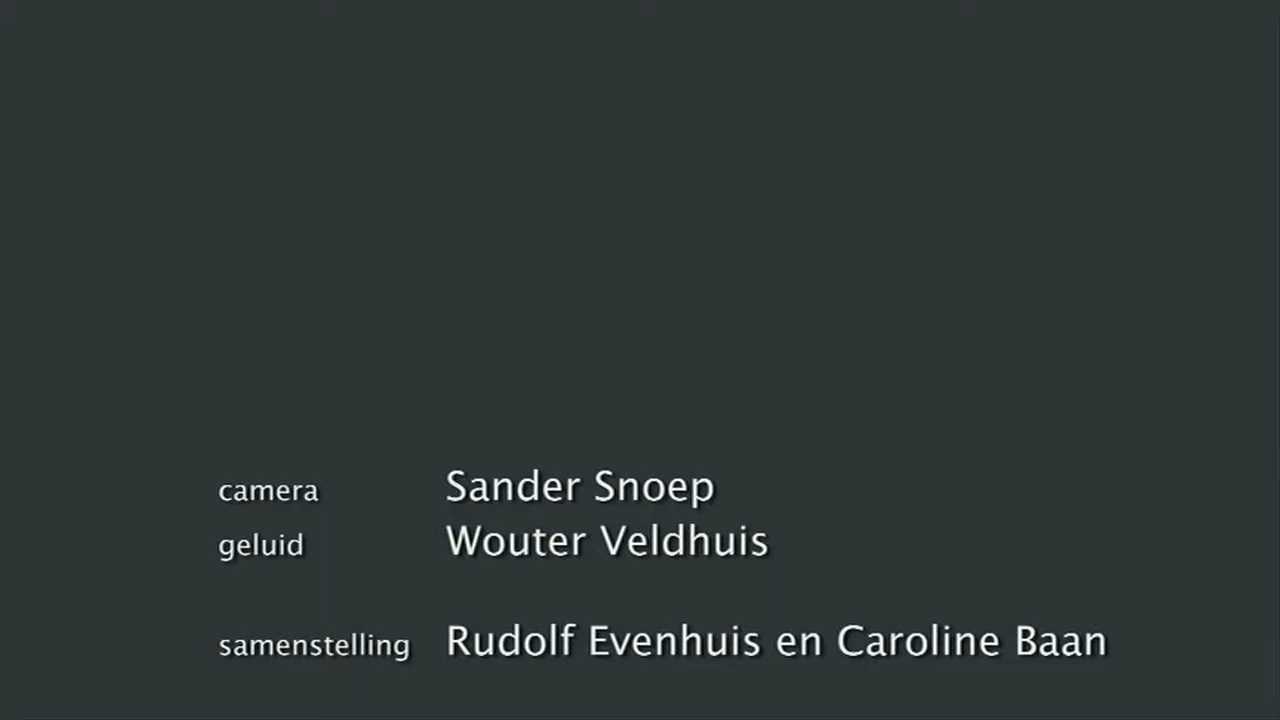 camera Sander Snoep
geluid Wouter Veldhuis
samenstelling Rudolf Evenhuis en Caroline Baan